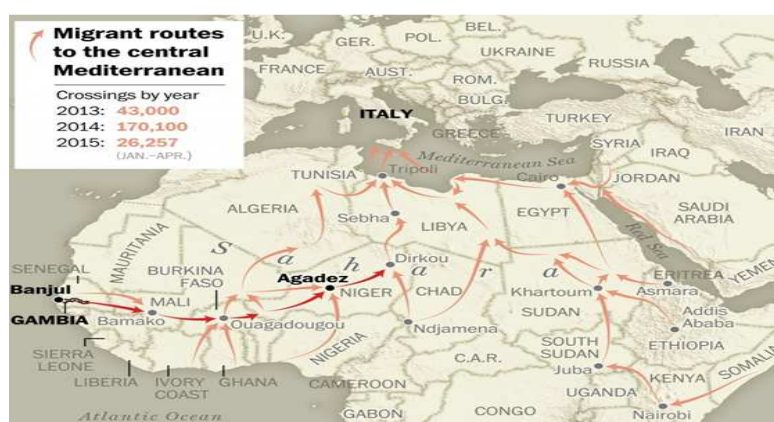 Migrant routes
to the central
Mediterranean
Crossings by year
2013: 43,000
2014: 170,100
2015: 26,257
(JAN.–APR.)
U.K.
GER.
POL.
BEL.
UKRAINE
RUSSIA
FRANCE
AUST.
ROM.
BULG.
ITALY
GREECE
TURKEY
SYRIA
IRAQ
IRAN
JORDAN
Mediterranean Sea
TUNISIA
Tripoli
Cairo
ALGERIA
Sebha
LIBYA
EGYPT
SAUDI
ARABIA
Red Sea
YEMEN
MAURITANIA
Sahara
SENEGAL
Banjul
GAMBIA
BURKINA
FASO
MALI
Bamako
Ouagadougou
Agadez
NIGER
Dirkou
CHAD
Ndjamena
Khartoum
SUDAN
ERITREA
Asmara
Addis
Ababa
ETHIOPIA
SOMALIA
SIERRA
LEONE
LIBERIA
IVORY
COAST
GHANA
NIGERIA
CAMEROON
C.A.R.
SOUTH
SUDAN
Juba
UGANDA
KENYA
Nairobi
GABON
CONGO
Atlantic Ocean